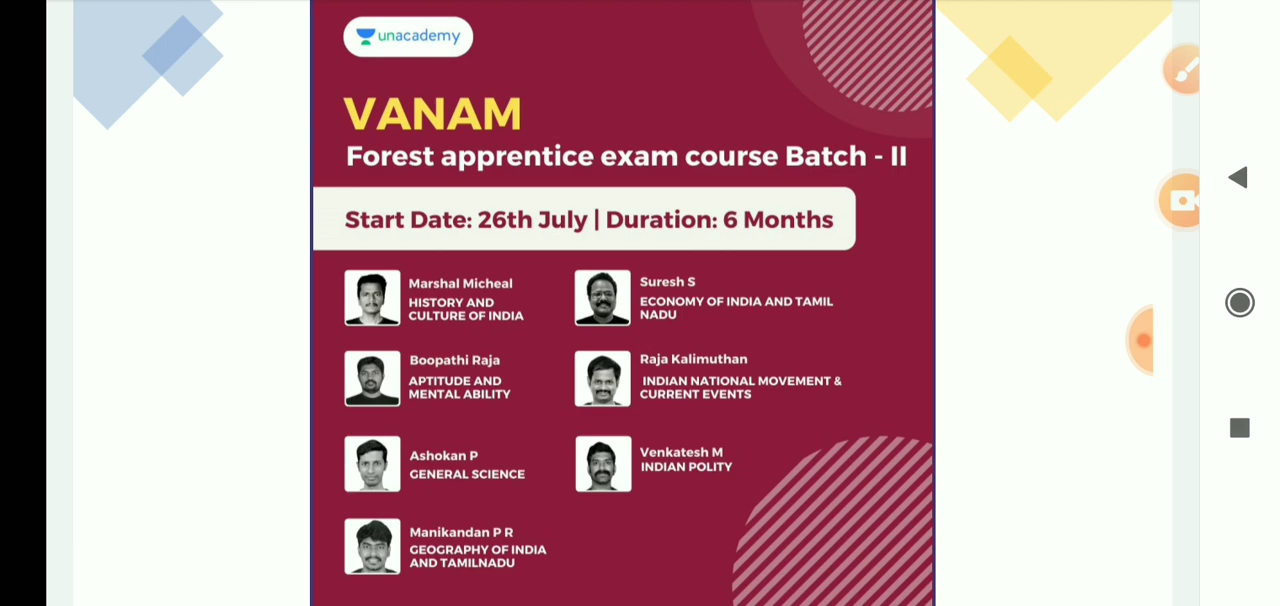 unacademy
VANAM
Forest apprentice exam course Batch - II
Start Date: 26th July | Duration: 6 Months
Marshal Micheal
HISTORY AND
CULTURE OF INDIA
Suresh S
ECONOMY OF INDIA AND TAMIL
NADU
Boopathi Raja
APTITUDE AND
MENTAL ABILITY
Raja Kalimuthan
INDIAN NATIONAL MOVEMENT &
CURRENT EVENTS
Ashokan P
GENERAL SCIENCE
Venkatesh M
INDIAN POLITY
Manikandan P R
GEOGRAPHY OF INDIA
AND TAMILNADU